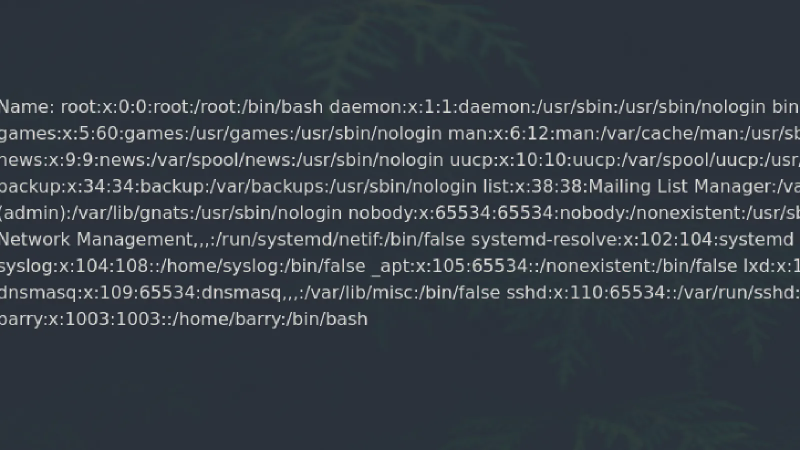 Name: root:x:0:0:root:/root:/bin/bash daemon:x:1:1:daemon:/usr/sbin:/usr/sbin/nologin bin
games:x:5:60:games:/usr/games:/usr/sbin/nologin man:x:6:12:man:/var/cache/man:/usr/sb
news:x:9:9:news:/var/spool/news:/usr/sbin/nologin uucp:x:10:10:uucp:/var/spool/uucp:/usr/
backup:x:34:34:backup:/var/backups:/usr/sbin/nologin list:x:38:38:Mailing List Manager:/va
(admin):/var/lib/gnats:/usr/sbin/nologin nobody:x:65534:65534:nobody:/nonexistent:/usr/sb
Network Management,,,:/run/systemd/netif:/bin/false systemd-resolve:x:102:104:systemd
syslog:x:104:108::/home/syslog:/bin/false _apt:x:105:65534::/nonexistent:/bin/false lxd:x:1
dnsmasq:x:109:65534:dnsmasq,,,:/var/lib/misc:/bin/false sshd:x:110:65534::/var/run/sshd:
barry:x:1003:1003::/home/barry:/bin/bash